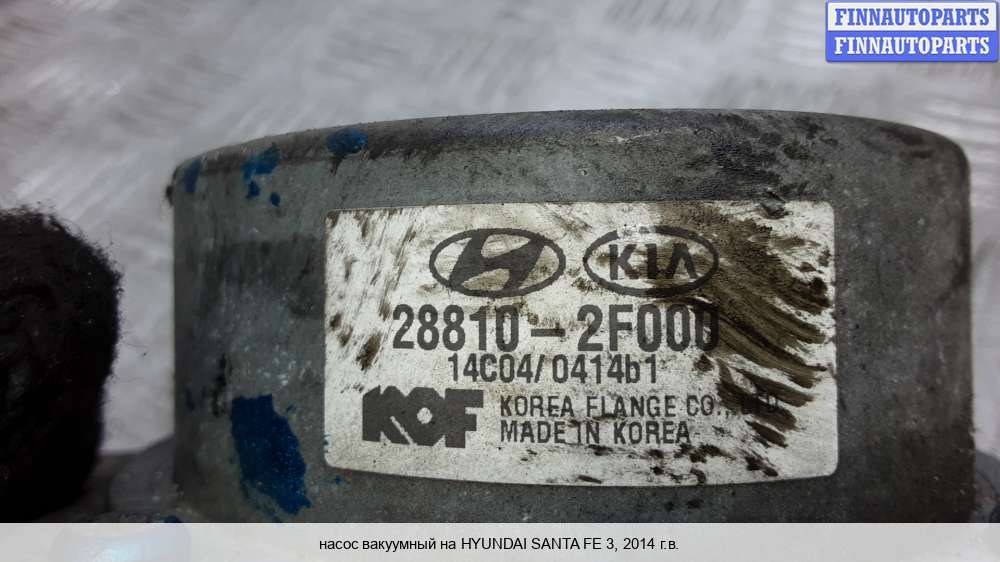 FINNAUTOPARTS
FINNAUTOPARTS
KIA
28810-2F000
14C04/0414b1
KOF KOREA FLANGE CO., LTD.
MADE IN KOREA
насос вакуумный на HYUNDAI SANTA FE 3, 2014 г.в.